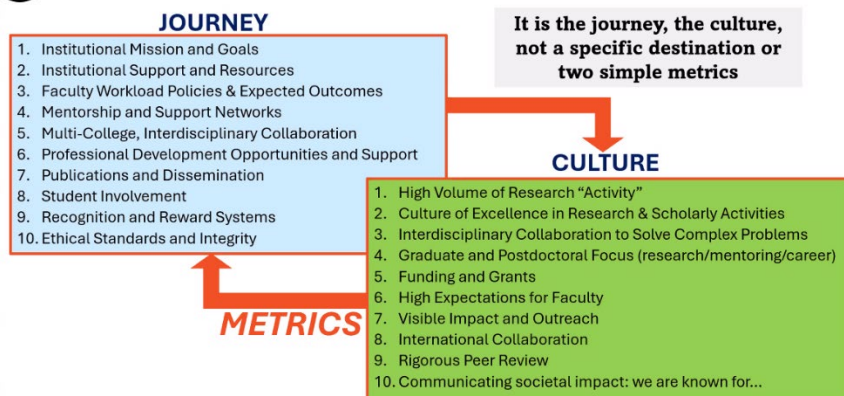 JOURNEY
1. Institutional Mission and Goals
2. Institutional Support and Resources
3. Faculty Workload Policies & Expected Outcomes
4. Mentorship and Support Networks
5. Multi-College, Interdisciplinary Collaboration
6. Professional Development Opportunities and Support
7. Publications and Dissemination
8. Student Involvement
9. Recognition and Reward Systems
10. Ethical Standards and Integrity
It is the journey, the culture,
not a specific destination or
two simple metrics
CULTURE
1. High Volume of Research “Activity”
2. Culture of Excellence in Research & Scholarly Activities
3. Interdisciplinary Collaboration to Solve Complex Problems
4. Graduate and Postdoctoral Focus (research/mentoring/career)
5. Funding and Grants
6. High Expectations for Faculty
7. Visible Impact and Outreach
8. International Collaboration
9. Rigorous Peer Review
10. Communicating societal impact: we are known for...
METRICS